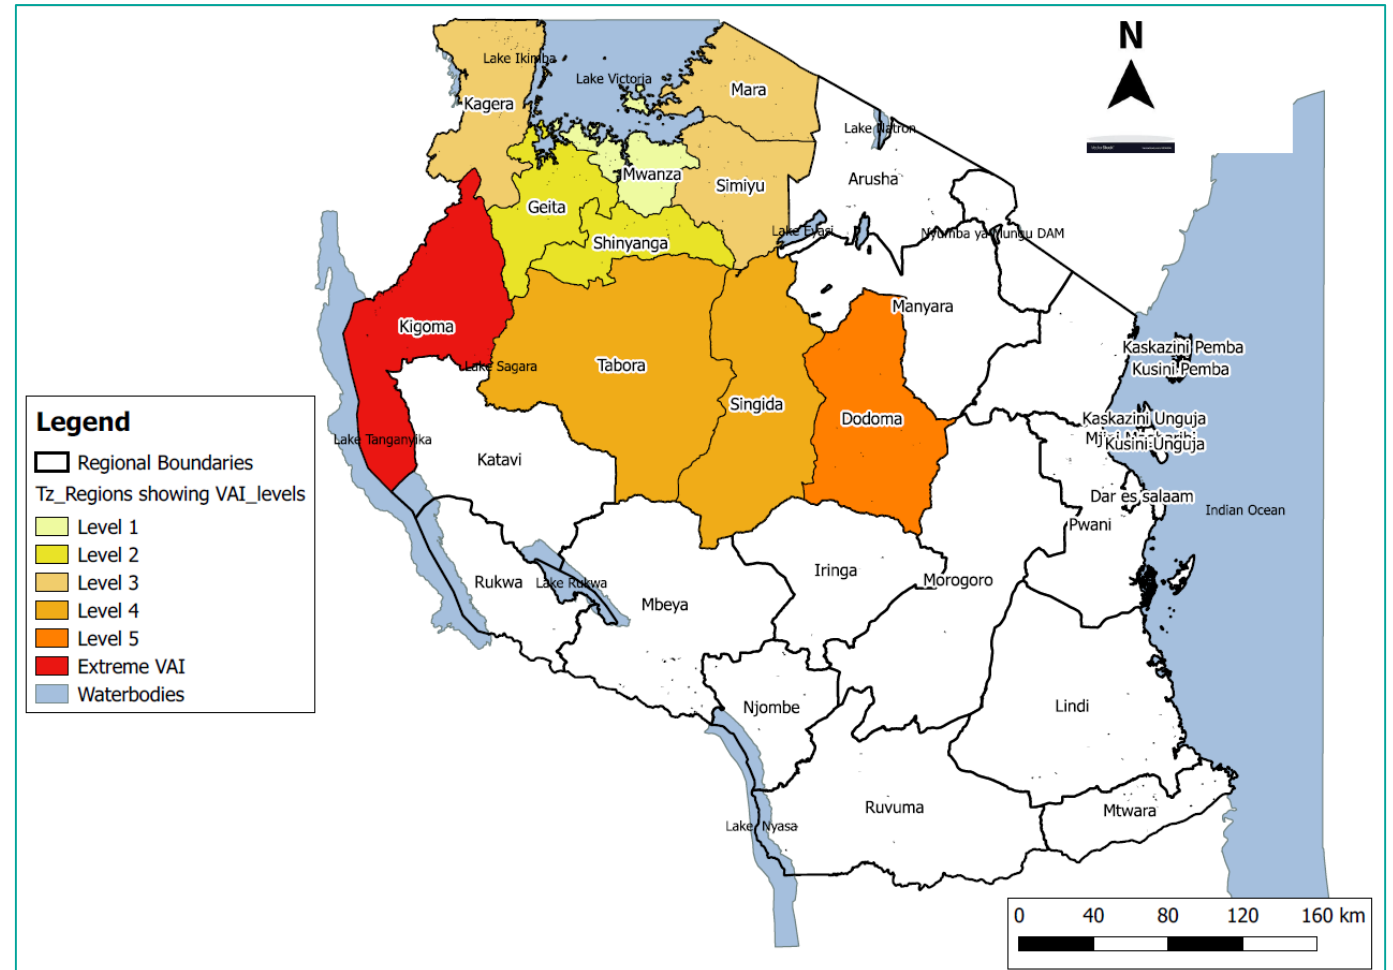 N
Lake Ikimba
Lake Victoria
Mara
Kagera
Lake Natron
Mwanza
Simiyu
Arusha
Geita
Lake Eyasi
Nyumba ya Mungu DAM
Shinyanga
Manyara
Kigoma
Kaskazini Pemba
Kusini Pemba
Lake Sagara
Tabora
Singida
Dodoma
Kaskazini Unguja
Kusini Unguja
Lake Tanganyika
Katavi
Dar es salaam
Indian Ocean
Pwani
Rukwa
Lake Rukwa
Iringa
Morogoro
Mbeya
Njombe
Lindi
Ruvuma
Mtwara
Lake Nyasa
Legend
Regional Boundaries
Tz_Regions showing VAI_levels
Level 1
Level 2
Level 3
Level 4
Level 5
Extreme VAI
Waterbodies
0 40 80 120 160 km